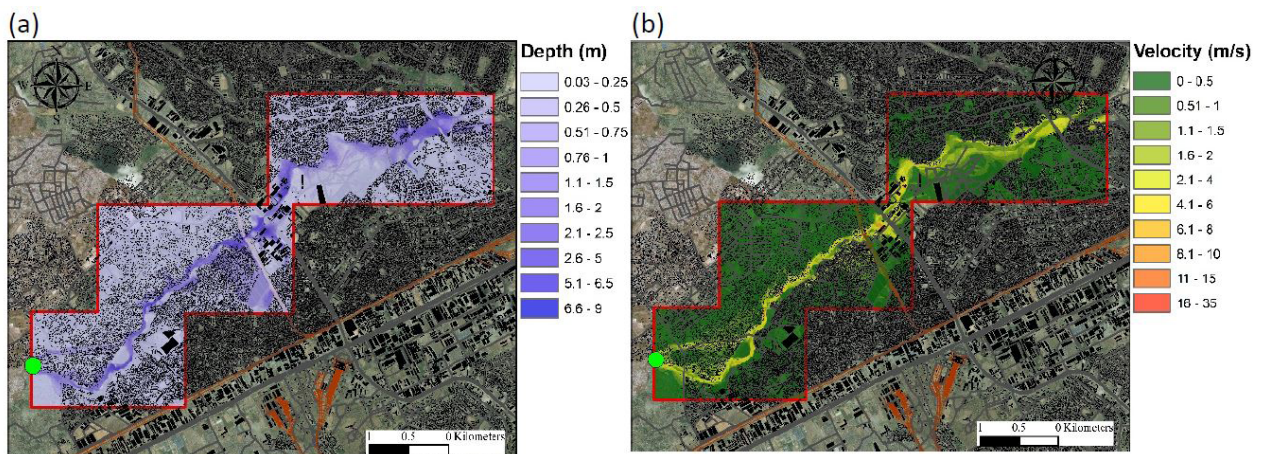 (a)
Depth (m)
0.03 - 0.25
0.26 - 0.5
0.51 - 0.75
0.76 - 1
1.1 - 1.5
1.6 - 2
2.1 - 2.5
2.6 - 5
5.1 - 6.5
6.6 - 9
E
1 0.5 0 Kilometers
(b)
Velocity (m/s)
0 - 0.5
0.51 - 1
1.1 - 1.5
1.6 - 2
2.1 - 4
4.1 - 6
6.1 - 8
8.1 - 10
11 - 15
16 - 35
1 0.5 0 Kilometers